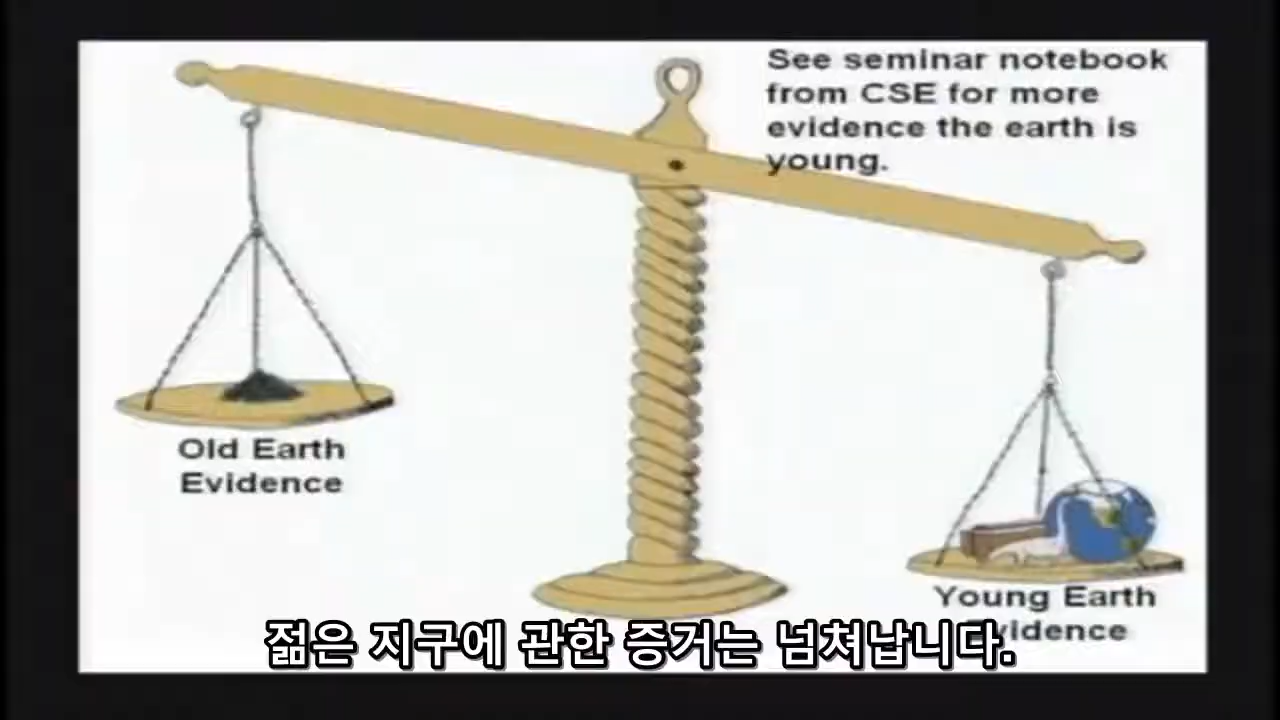 See seminar notebook
from CSE for more
evidence the earth is
young.
Old Earth
Evidence
Young Earth
vidence
젊은 지구에 관한 증거는 넘쳐납니다.